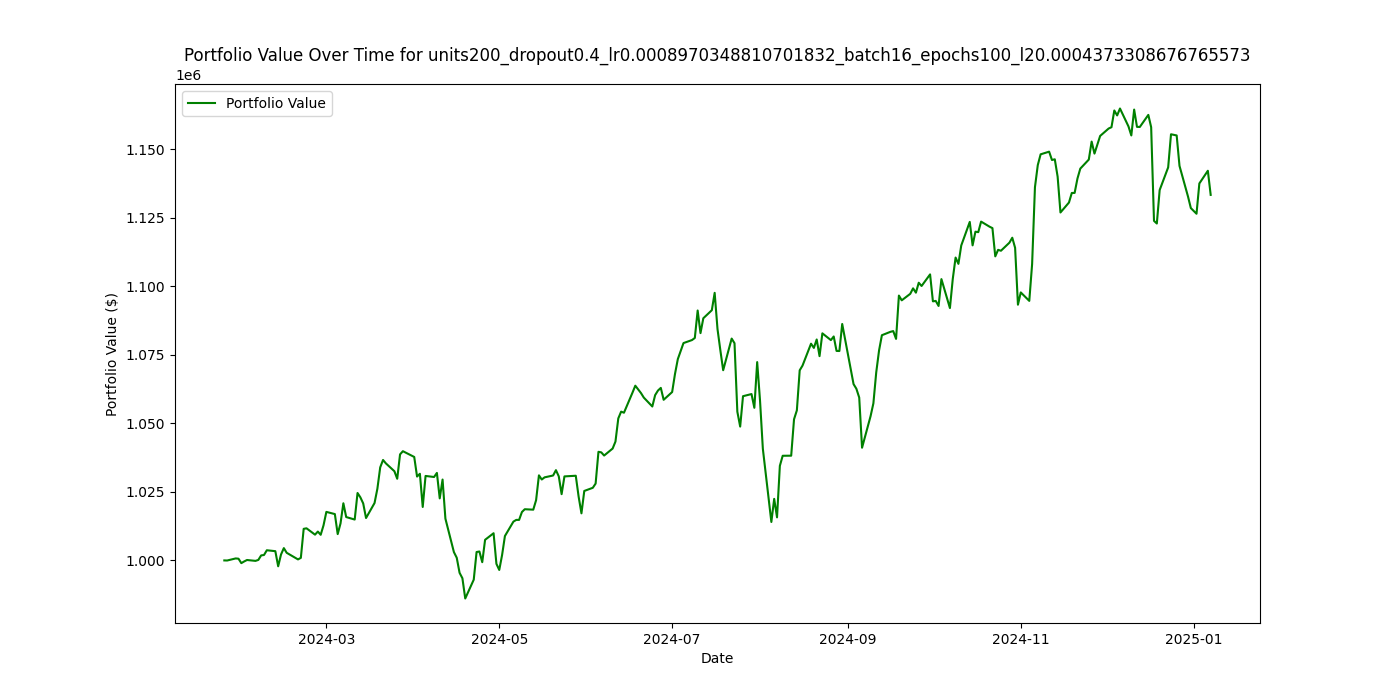 Portfolio Value Over Time for units200_dropout0.4_lr0.0008970348810701832_batch16_epochs100_l20.0004373308676765573
1e6
Portfolio Value
1.150
1.125
1.100
1.075
1.050
1.025
1.000
Portfolio Value ($)
2024-03
2024-05
2024-07
2024-09
2024-11
2025-01
Date